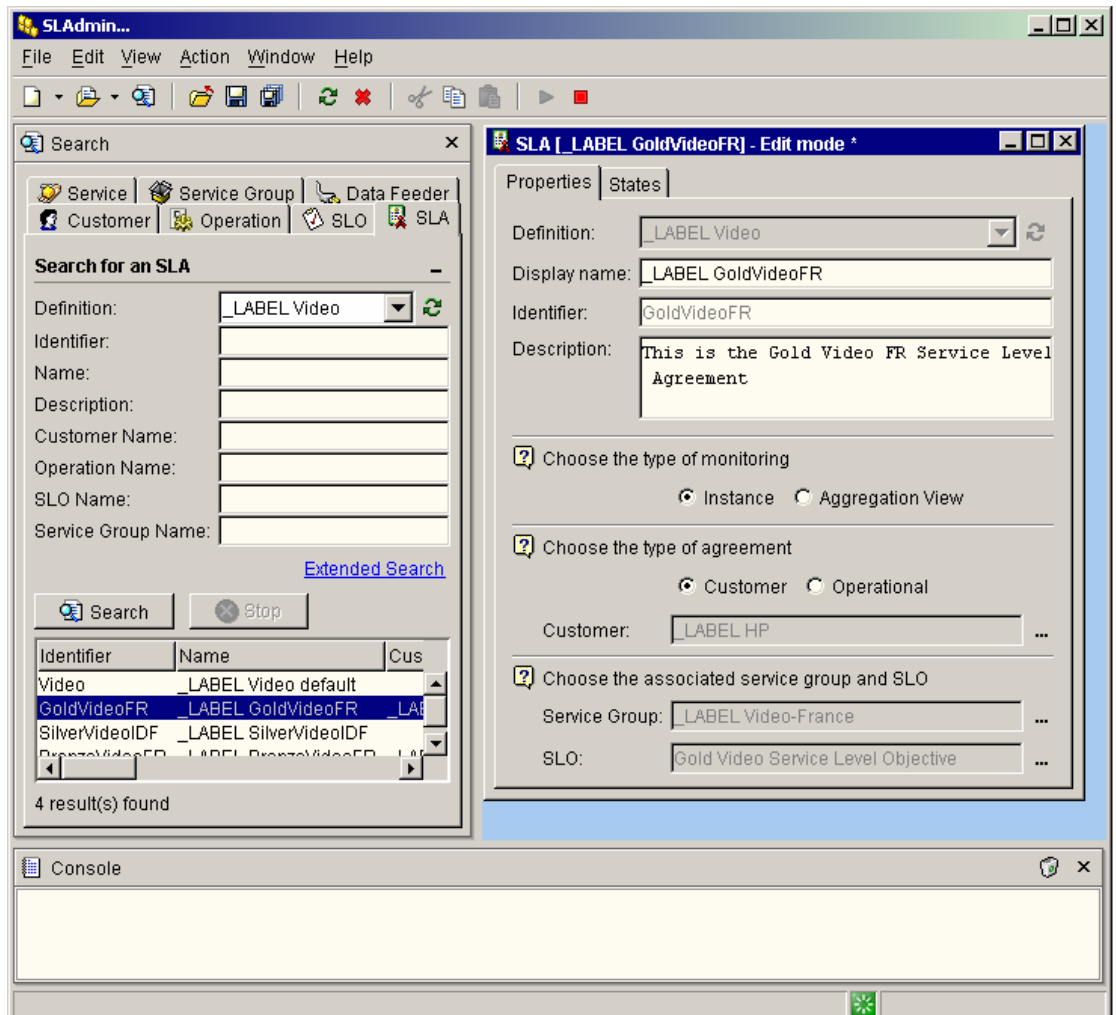 SLAdmin...
File Edit View Action Window Help
Search
Service Service Group Data Feeder
Customer Operation SLO SLA
Search for an SLA
Definition: _LABEL Video
Identifier:
Name:
Description:
Customer Name:
Operation Name:
SLO Name:
Service Group Name:
Extended Search
Search Stop
Identifier Name Cus
Video _LABEL Video default
GoldVideoFR _LABEL GoldVideoFR _LAB
SilverVideoIDF _LABEL SilverVideoIDF
BronzeVideoFR _LABEL BronzeVideoFR _LAB
4 result(s) found
SLA [_LABEL GoldVideoFR] - Edit mode *
Properties States
Definition: _LABEL Video
Display name: _LABEL GoldVideoFR
Identifier: GoldVideoFR
Description: This is the Gold Video FR Service Level
Agreement
Choose the type of monitoring
Instance Aggregation View
Choose the type of agreement
Customer Operational
Customer: _LABEL HP ...
Choose the associated service group and SLO
Service Group: _LABEL Video-France ...
SLO: Gold Video Service Level Objective ...
Console